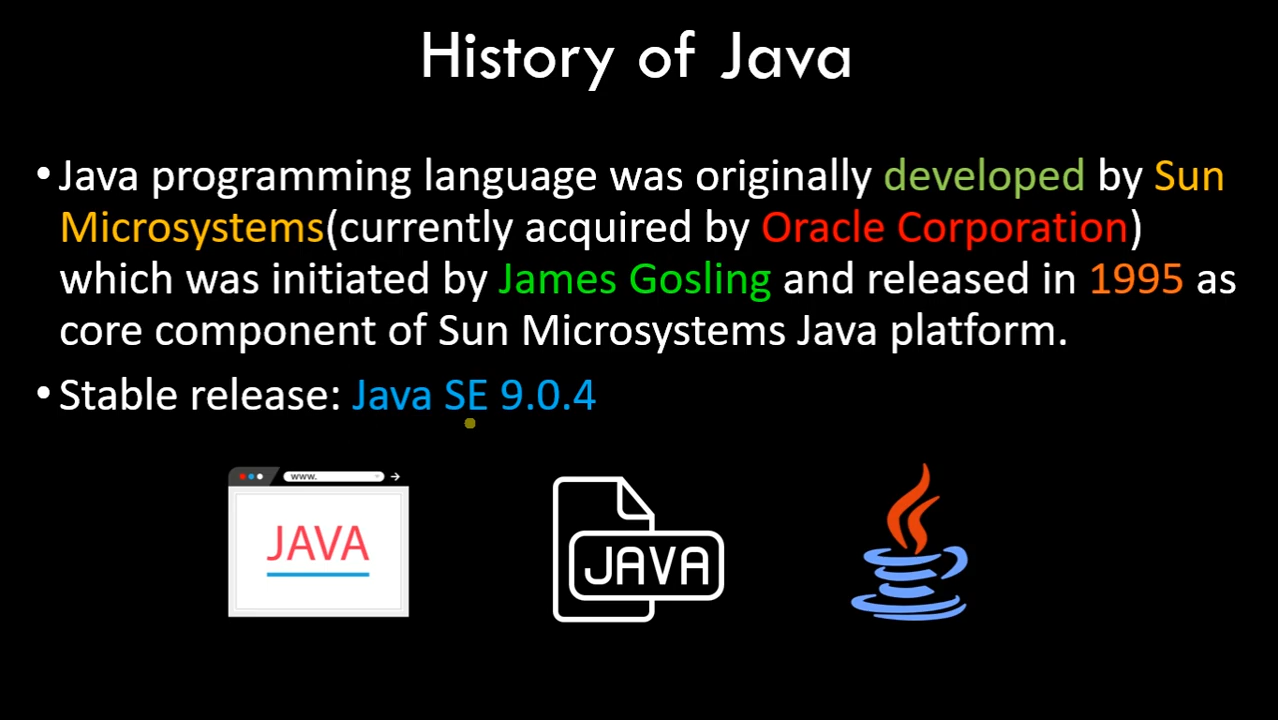 History of Java
• Java programming language was originally developed by Sun
Microsystems(currently acquired by Oracle Corporation)
which was initiated by James Gosling and released in 1995 as
core component of Sun Microsystems Java platform.
• Stable release: Java SE 9.0.4
www.
JAVA
JAVA